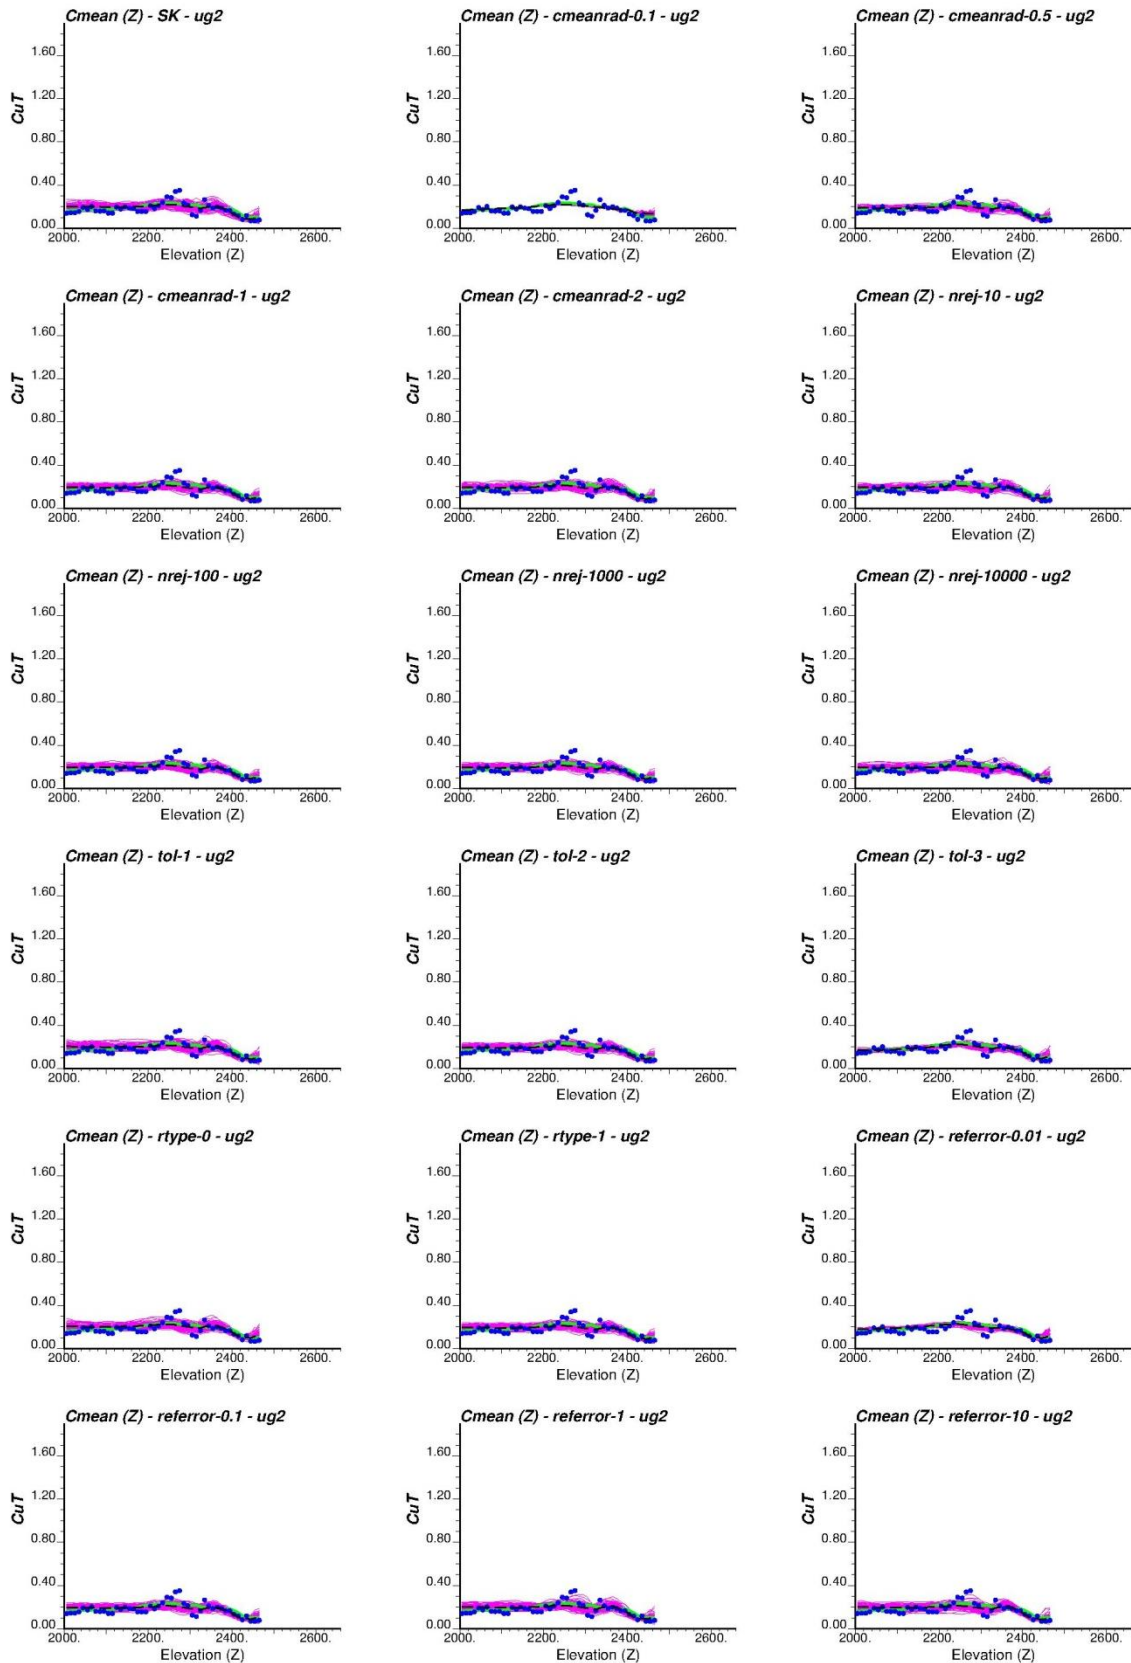 Cmean (Z) - SK - ug2
CuT
1.60
1.20
0.80
0.40
0.00
2000. 2200. 2400. 2600.
Elevation (Z)
Cmean (Z) - cmeanrad-0.1 - ug2
CuT
1.60
1.20
0.80
0.40
0.00
2000. 2200. 2400. 2600.
Elevation (Z)
Cmean (Z) - cmeanrad-0.5 - ug2
CuT
1.60
1.20
0.80
0.40
0.00
2000. 2200. 2400. 2600.
Elevation (Z)
Cmean (Z) - cmeanrad-1 - ug2
CuT
1.60
1.20
0.80
0.40
0.00
2000. 2200. 2400. 2600.
Elevation (Z)
Cmean (Z) - cmeanrad-2 - ug2
CuT
1.60
1.20
0.80
0.40
0.00
2000. 2200. 2400. 2600.
Elevation (Z)
Cmean (Z) - nrej-10 - ug2
CuT
1.60
1.20
0.80
0.40
0.00
2000. 2200. 2400. 2600.
Elevation (Z)
Cmean (Z) - nrej-100 - ug2
CuT
1.60
1.20
0.80
0.40
0.00
2000. 2200. 2400. 2600.
Elevation (Z)
Cmean (Z) - nrej-1000 - ug2
CuT
1.60
1.20
0.80
0.40
0.00
2000. 2200. 2400. 2600.
Elevation (Z)
Cmean (Z) - nrej-10000 - ug2
CuT
1.60
1.20
0.80
0.40
0.00
2000. 2200. 2400. 2600.
Elevation (Z)
Cmean (Z) - tol-1 - ug2
CuT
1.60
1.20
0.80
0.40
0.00
2000. 2200. 2400. 2600.
Elevation (Z)
Cmean (Z) - tol-2 - ug2
CuT
1.60
1.20
0.80
0.40
0.00
2000. 2200. 2400. 2600.
Elevation (Z)
Cmean (Z) - tol-3 - ug2
CuT
1.60
1.20
0.80
0.40
0.00
2000. 2200. 2400. 2600.
Elevation (Z)
Cmean (Z) - rtype-0 - ug2
CuT
1.60
1.20
0.80
0.40
0.00
2000. 2200. 2400. 2600.
Elevation (Z)
Cmean (Z) - rtype-1 - ug2
CuT
1.60
1.20
0.80
0.40
0.00
2000. 2200. 2400. 2600.
Elevation (Z)
Cmean (Z) - referror-0.01 - ug2
CuT
1.60
1.20
0.80
0.40
0.00
2000. 2200. 2400. 2600.
Elevation (Z)
Cmean (Z) - referror-0.1 - ug2
CuT
1.60
1.20
0.80
0.40
0.00
2000. 2200. 2400. 2600.
Elevation (Z)
Cmean (Z) - referror-1 - ug2
CuT
1.60
1.20
0.80
0.40
0.00
2000. 2200. 2400. 2600.
Elevation (Z)
Cmean (Z) - referror-10 - ug2
CuT
1.60
1.20
0.80
0.40
0.00
2000. 2200. 2400. 2600.
Elevation (Z)